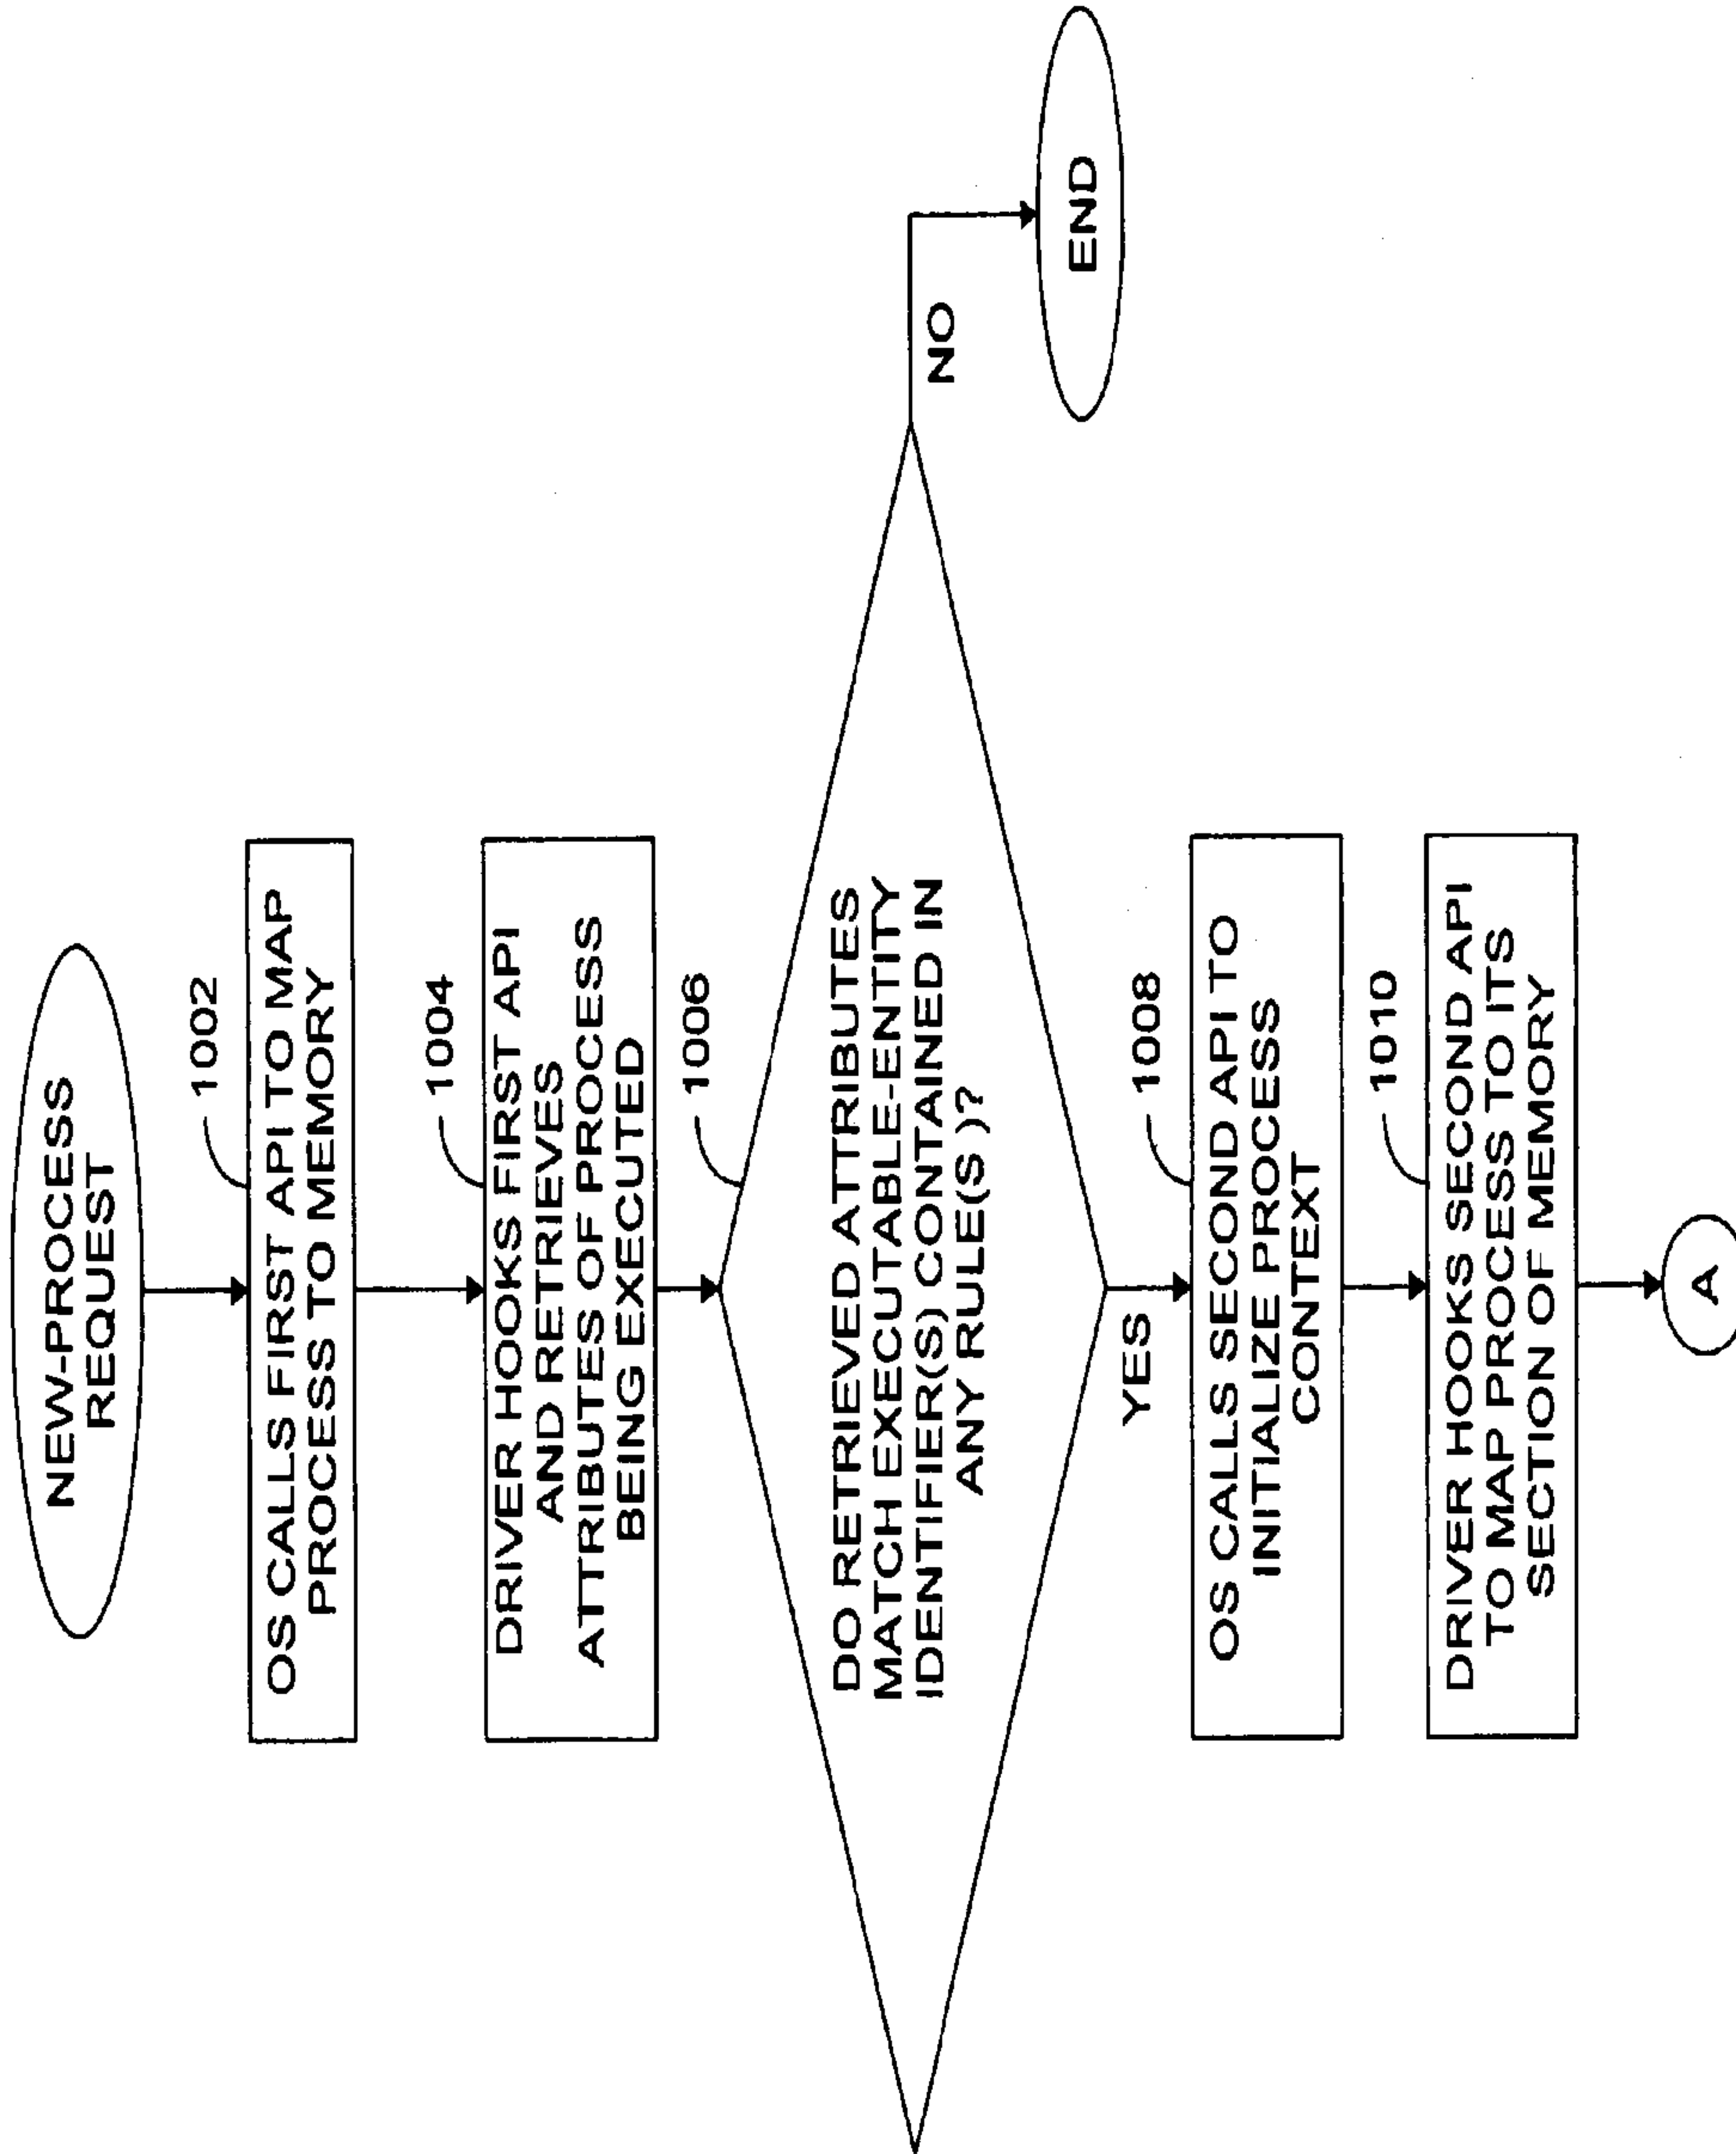 NEW-PROCESS
REQUEST
1002
OS CALLS FIRST API TO MAP
PROCESS TO MEMORY
1004
DRIVER HOOKS FIRST API
AND RETRIEVES
ATTRIBUTES OF PROCESS
BEING EXECUTED
1006
DO RETRIEVED ATTRIBUTES
MATCH EXECUTABLE-ENTITY
IDENTIFIER(S) CONTAINED IN
ANY RULE(S)?
NO
END
YES
1008
OS CALLS SECOND API TO
INITIALIZE PROCESS
CONTEXT
1010
DRIVER HOOKS SECOND API
TO MAP PROCESS TO ITS
SECTION OF MEMORY
A